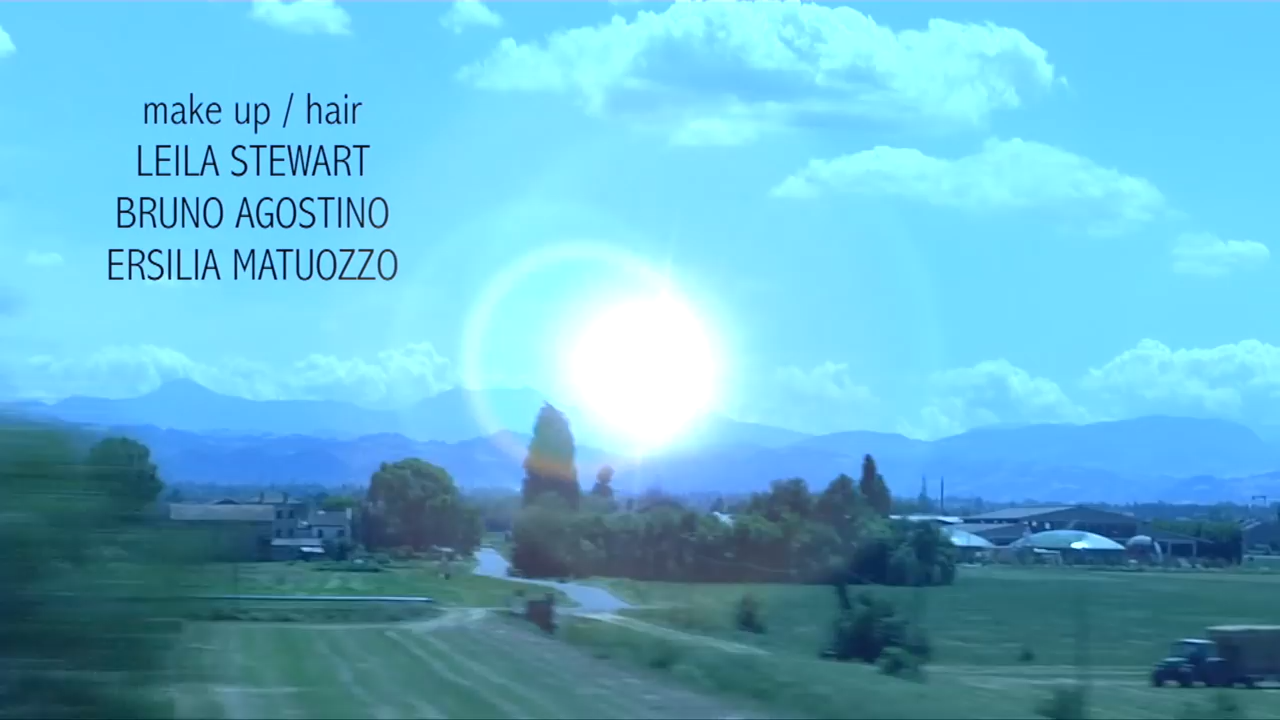 make up / hair
LEILA STEWART
BRUNO AGOSTINO
ERSILIA MATUOZZO